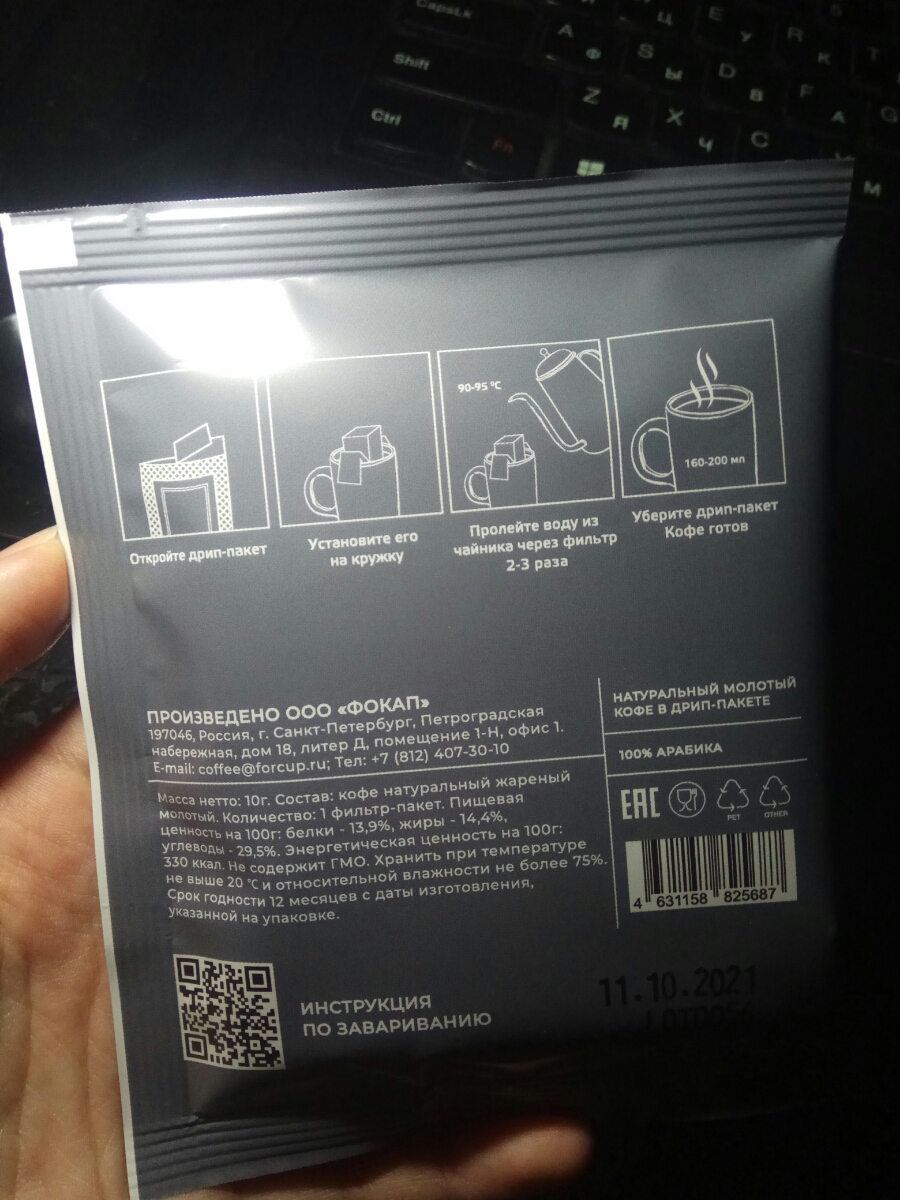 CapsLk
Shift
Ctrl
Fn
A Ф
S Ы
D В
F А
Z Я
X Ч
C
М
Ц
E У
R К
T
G
90-95 °C
160-200 мл
Откройте дрип-пакет
Установите его
на кружку
Пролейте воду из
чайника через фильтр
2-3 раза
Уберите дрип-пакет
Кофе готов
ПРОИЗВЕДЕНО ООО «ФОКАП»
197046, Россия, г. Санкт-Петербург, Петроградская
набережная, дом 18, литер Д, помещение 1-Н, офис 1.
E-mail: coffee@forcup.ru; Тел: +7 (812) 407-30-10
Масса нетто: 10г. Состав: кофе натуральный жареный
молотый. Количество: 1 фильтр-пакет. Пищевая
ценность на 100г: белки - 13,9%, жиры - 14,4%,
углеводы - 29,5%. Энергетическая ценность на 100г:
330 ккал. Не содержит ГМО. Хранить при температуре
не выше 20 °С и относительной влажности не более 75%.
Срок годности 12 месяцев с даты изготовления,
указанной на упаковке.
НАТУРАЛЬНЫЙ МОЛОТЫЙ
КОФЕ В ДРИП-ПАКЕТЕ
100% АРАБИКА
EAC
PET
OTHER
4 631158 825687
ИНСТРУКЦИЯ
ПО ЗАВАРИВАНИЮ
11.10.2021